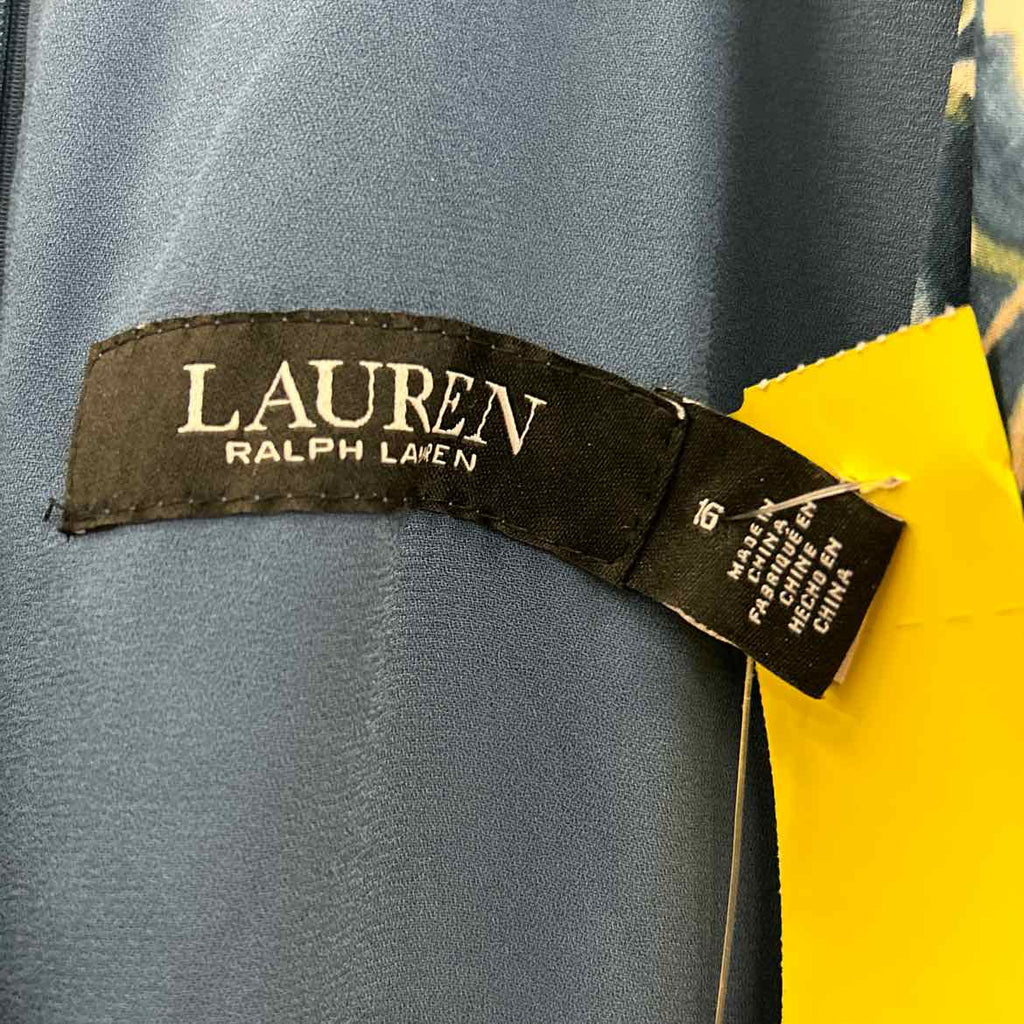 LAUREN
RALPH LAUREN
16
MADE IN
CHINA
FABRIQUÉ EN
CHINE
HECHO EN
CHINA